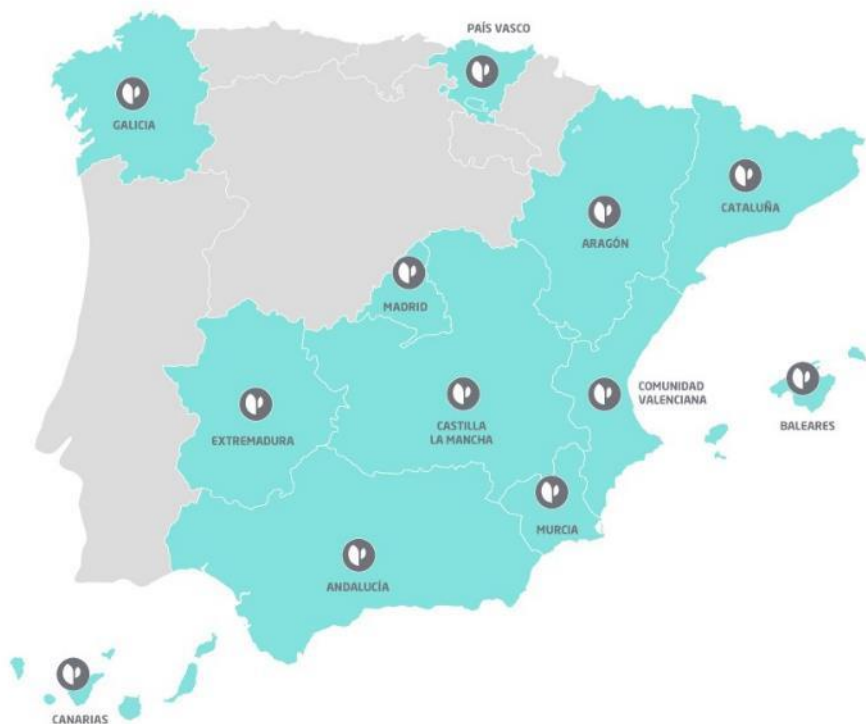 PAÍS VASCO
GALICIA
CATALUÑA
ARAGÓN
MADRID
COMUNIDAD
VALENCIANA
EXTREMADURA
CASTILLA
LA MANCHA
BALEARES
MURCIA
ANDALUCÍA
CANARIAS